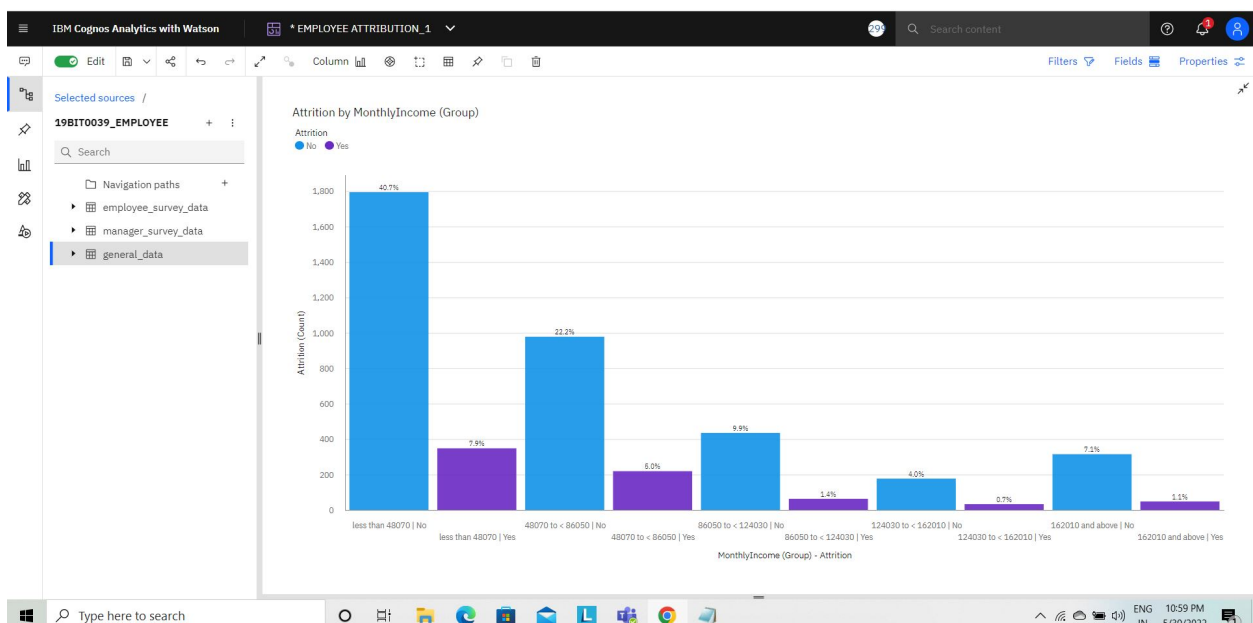 IBM Cognos Analytics with Watson
* EMPLOYEE ATTRIBUTION_1
299
Search content
1
Edit
Column
Filters
Fields
Properties
Selected sources /
19BIT0039_EMPLOYEE
Search
Navigation paths
employee_survey_data
manager_survey_data
general_data
Attrition by MonthlyIncome (Group)
Attrition
No Yes
Attrition (Count)
1,800
1,600
1,400
1,200
1,000
800
600
400
200
0
40.7%
7.9%
22.2%
5.0%
9.9%
1.4%
4.0%
0.7%
7.1%
1.1%
less than 48070 | No
less than 48070 | Yes
48070 to < 86050 | No
48070 to < 86050 | Yes
86050 to < 124030 | No
86050 to < 124030 | Yes
124030 to < 162010 | No
124030 to < 162010 | Yes
162010 and above | No
162010 and above | Yes
MonthlyIncome (Group) - Attrition
Type here to search
L
ENG
IN
10:59 PM
5/20/2022